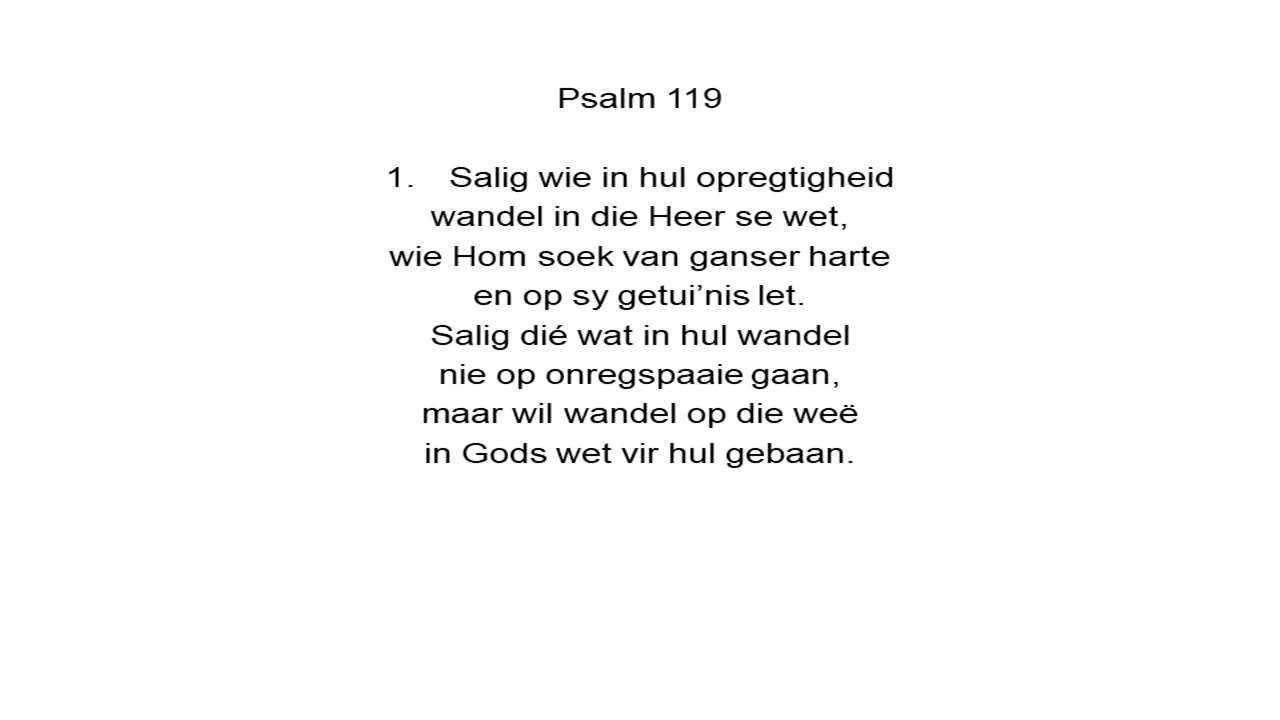 Psalm 119
1. Salig wie in hul opregtigheid
wandel in die Heer se wet,
wie Hom soek van ganser harte
en op sy getui’nis let.
Salig dié wat in hul wandel
nie op onregspaaie gaan,
maar wil wandel op die weë
in Gods wet vir hul gebaan.